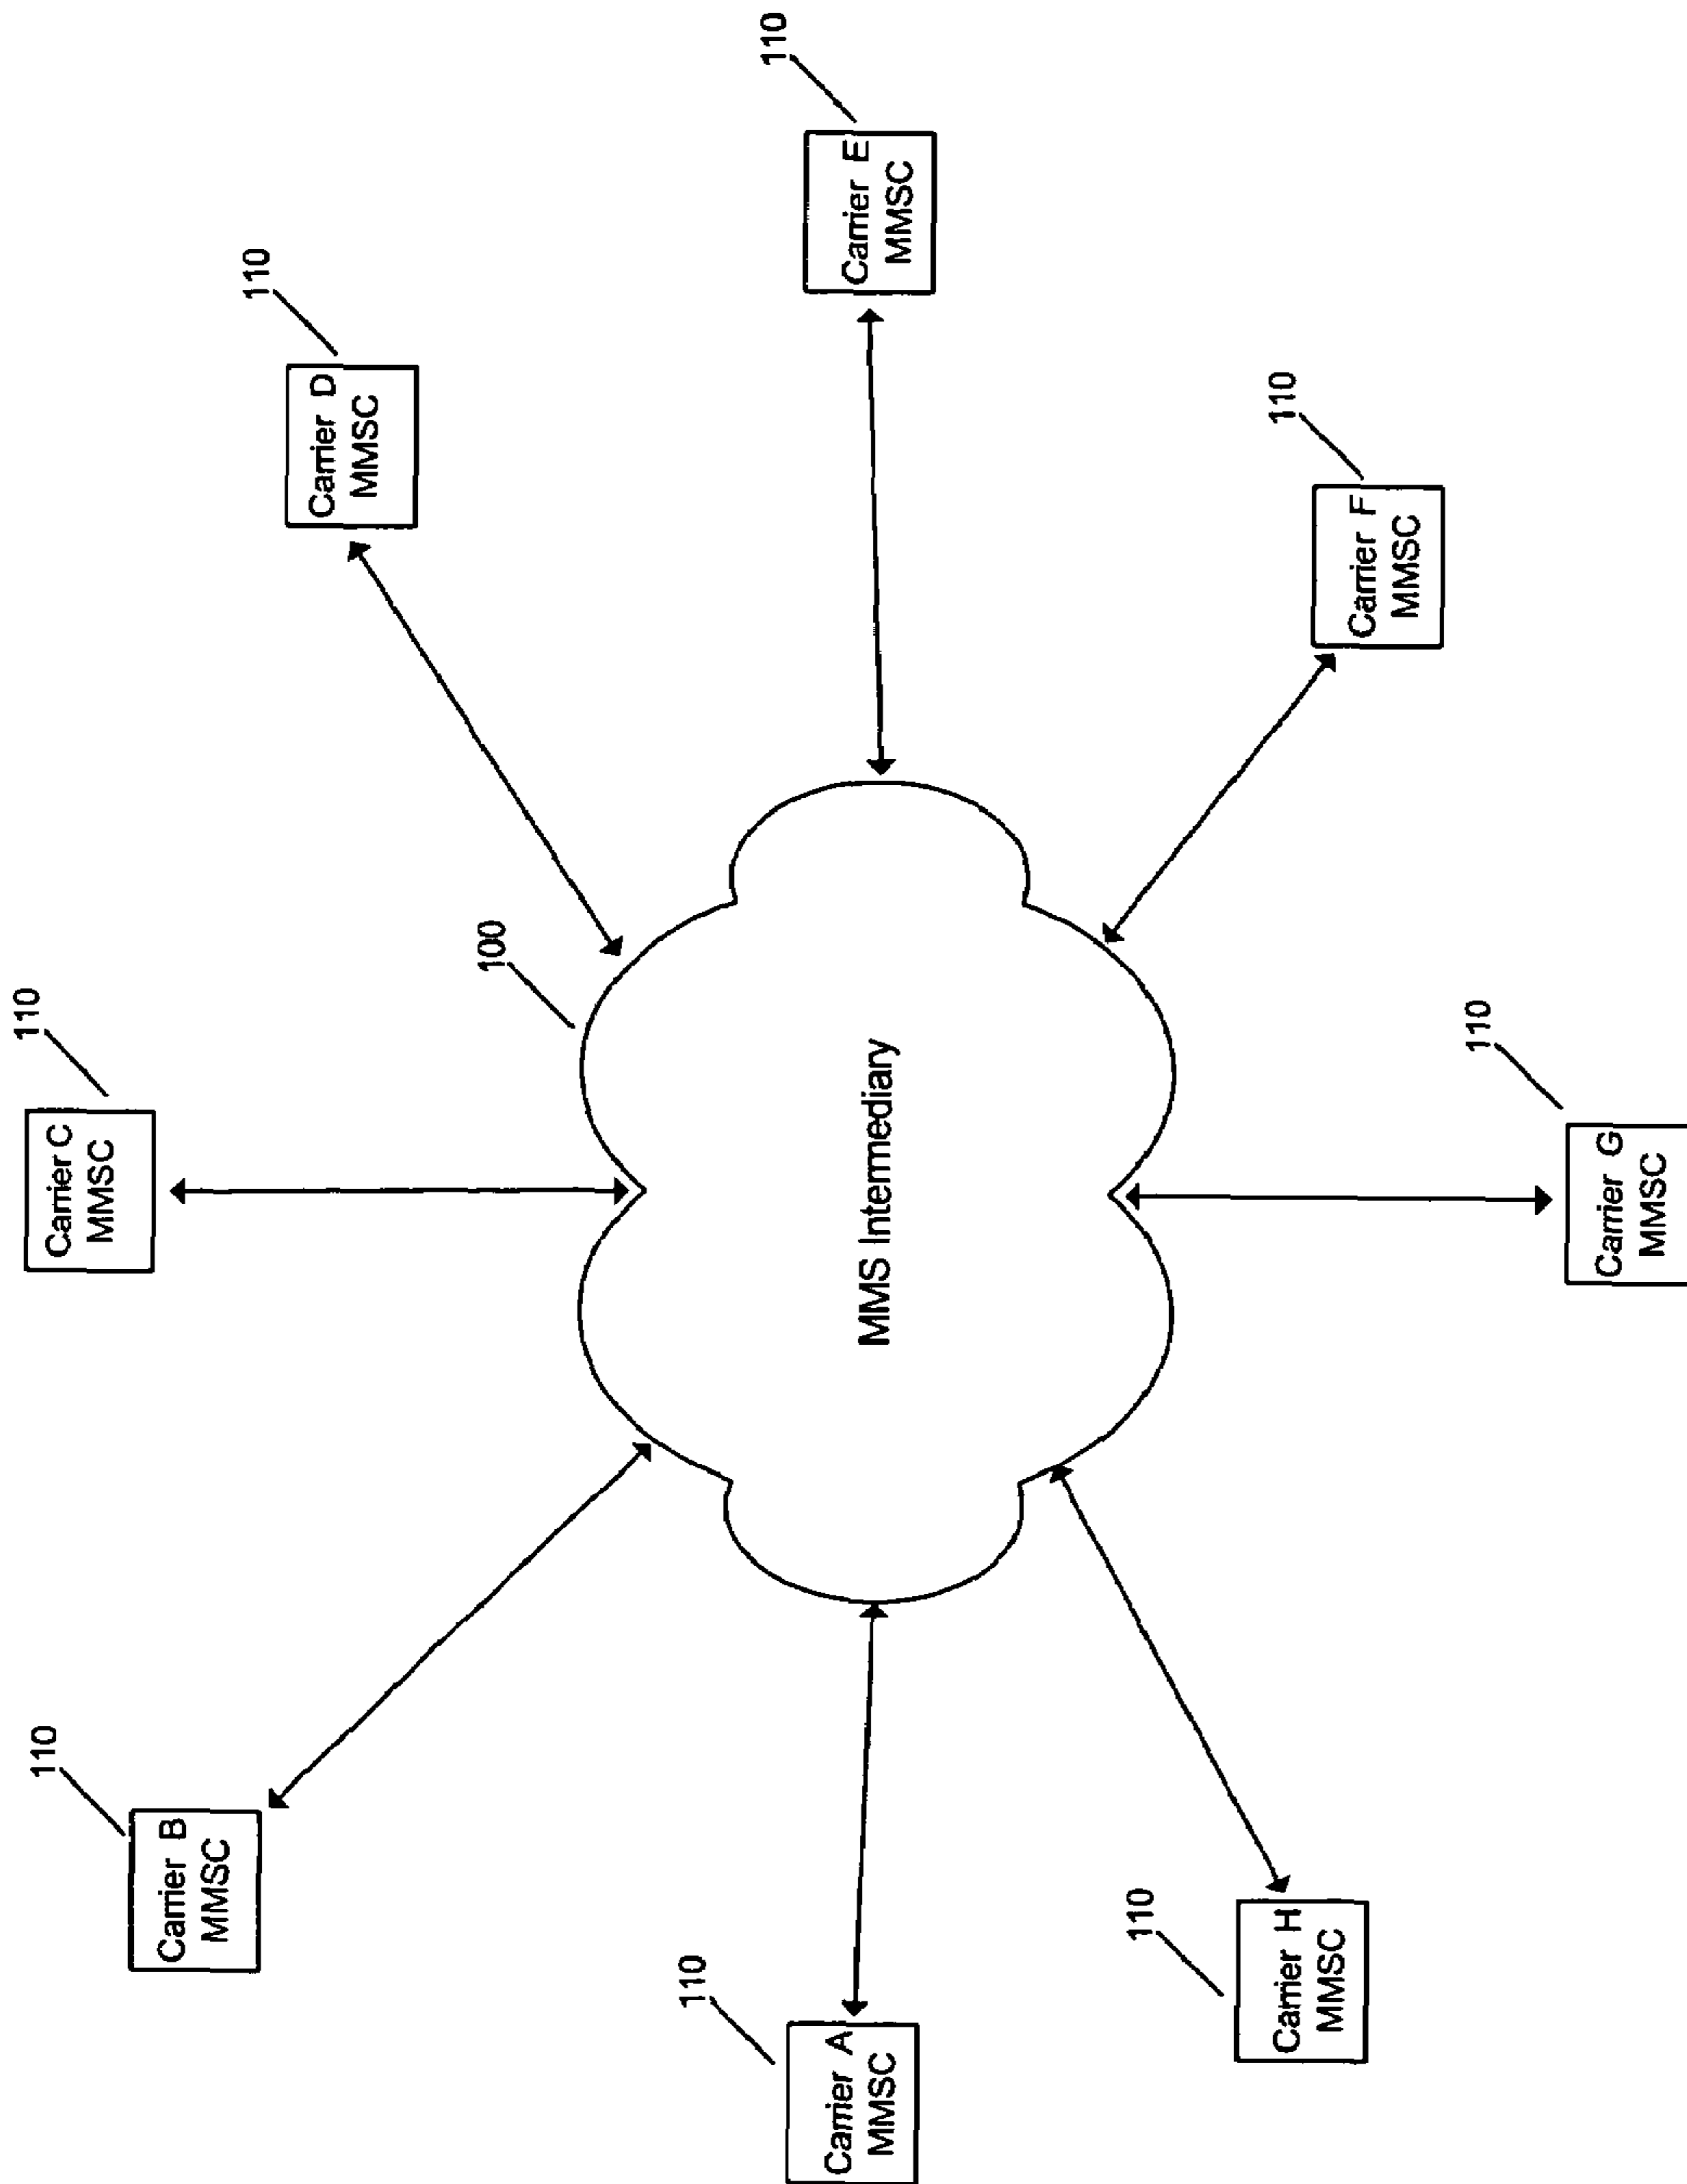 110
Carrier C
MMSC
110
Carrier B
MMSC
110
Carrier D
MMSC
100
110
Carrier A
MMSC
MMS Intermediary
110
Carrier E
MMSC
110
Carrier H
MMSC
110
Carrier F
MMSC
110
Carrier G
MMSC